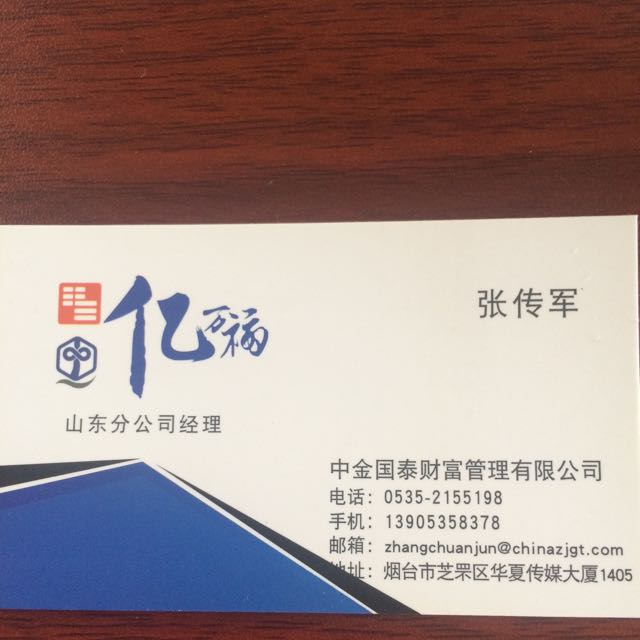 亿万福
张传军
山东分公司经理
中金国泰财富管理有限公司
电话：0535-2155198
手机：13905358378
邮箱：zhangchuanjun@chinazjgt.com
地址：烟台市芝罘区华夏传媒大厦1405